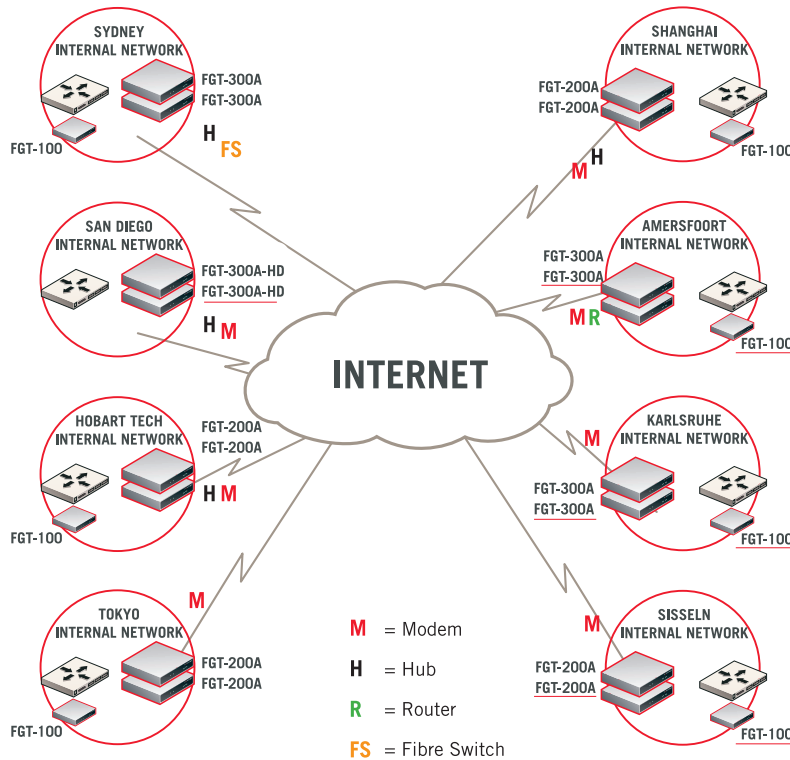 SYDNEY
INTERNAL NETWORK
FGT-300A
FGT-300A
FGT-100
H
FS
SHANGHAI
INTERNAL NETWORK
FGT-200A
FGT-200A
FGT-100
M
H
SAN DIEGO
INTERNAL NETWORK
FGT-300A-HD
FGT-300A-HD
H M
AMERSFOORT
INTERNAL NETWORK
FGT-300A
FGT-300A
FGT-100
M R
INTERNET
HOBART TECH
INTERNAL NETWORK
FGT-200A
FGT-200A
FGT-100
H M
KARLSRUHE
INTERNAL NETWORK
FGT-300A
FGT-300A
FGT-100
M
TOKYO
INTERNAL NETWORK
FGT-200A
FGT-200A
FGT-100
M
SISSELN
INTERNAL NETWORK
FGT-200A
FGT-200A
FGT-100
M
M = Modem
H = Hub
R = Router
FS = Fibre Switch